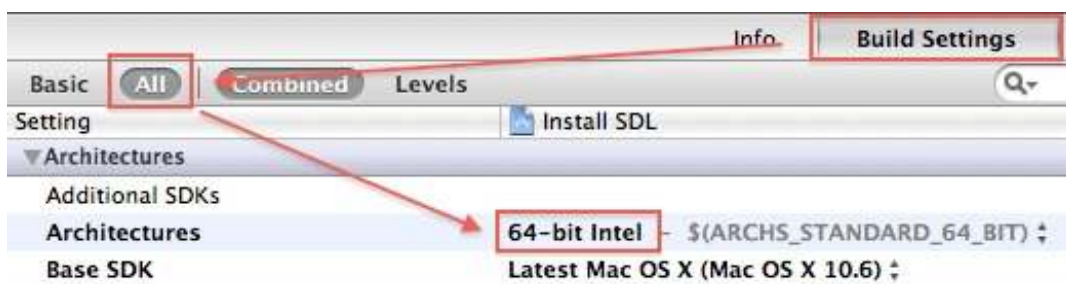 Info Build Settings
Basic All Combined Levels
Setting Install SDL
Architectures
Additional SDKs
Architectures 64-bit Intel - $(ARCHS_STANDARD_64_BIT)
Base SDK Latest Mac OS X (Mac OS X 10.6)